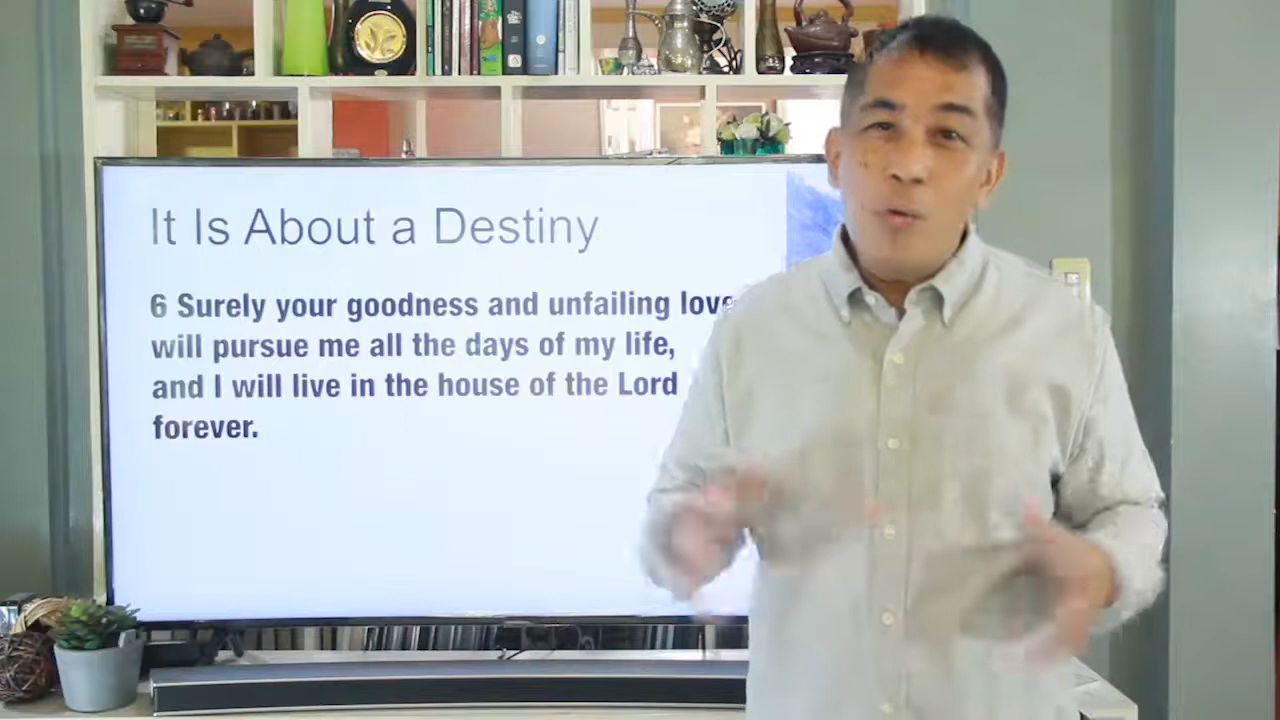 It Is About a Destiny
6 Surely your goodness and unfailing love
will pursue me all the days of my life,
and I will live in the house of the Lord
forever.